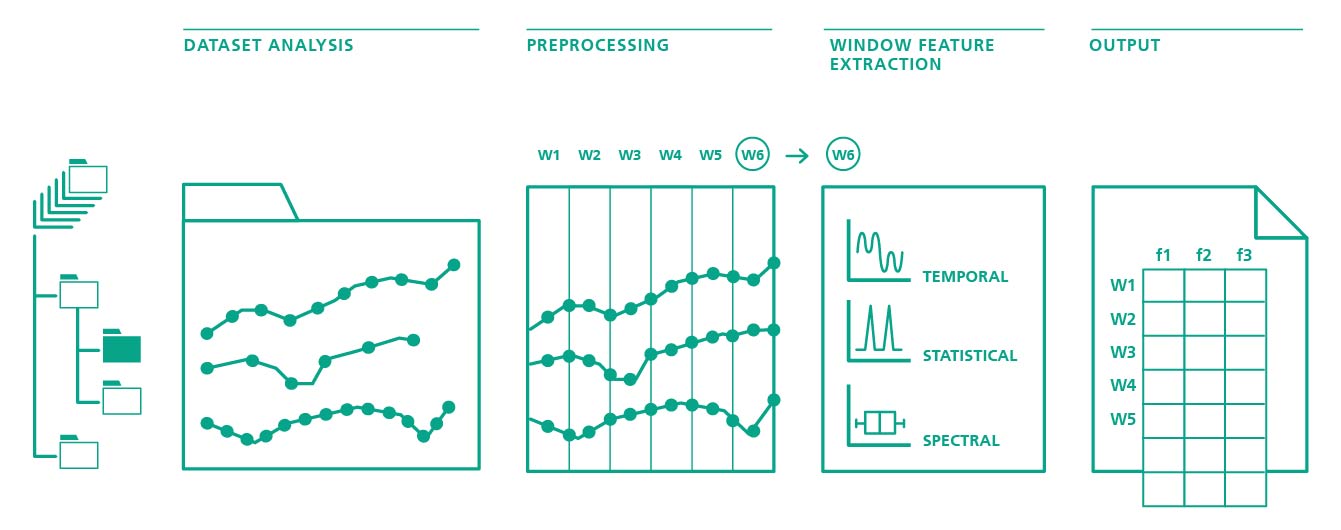 DATASET ANALYSIS
PREPROCESSING
WINDOW FEATURE
EXTRACTION
OUTPUT
W1 W2 W3 W4 W5 W6 → W6
TEMPORAL
STATISTICAL
SPECTRAL
f1 f2 f3
W1
W2
W3
W4
W5